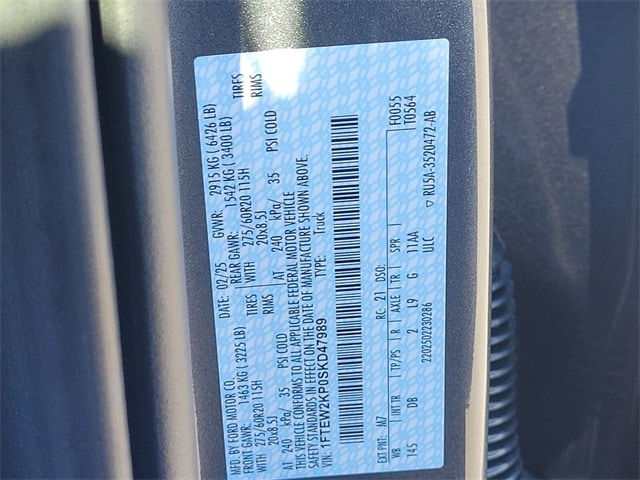 MFD. BY FORD MOTOR CO. DATE: 02/25 GVWR: 2915 KG (6426 LB)
FRONT GAWR: 1463 KG (3225 LB) REAR GAWR: 1542 KG (3400 LB)
WITH 275/60R20 115H TIRES WITH 275/60R20 115H TIRES
20x8.5J RIMS 20x8.5J RIMS
AT 240 kPa/ 35 PSI COLD AT 240 kPa/ 35 PSI COLD
THIS VEHICLE CONFORMS TO ALL APPLICABLE FEDERAL MOTOR VEHICLE
SAFETY STANDARDS IN EFFECT ON THE DATE OF MANUFACTURE SHOWN ABOVE.
VIN: 1FTEW2KP0SKD47989 TYPE: Truck
F0055
T0564
EXT PNT: M7 RC: 21 DSO:
WB INT TR TP/PS R AXLE TR SPR
T45 DB 2 L9 G 11AA
2202502230286 ULC
▽ RU5A-3520472-AB